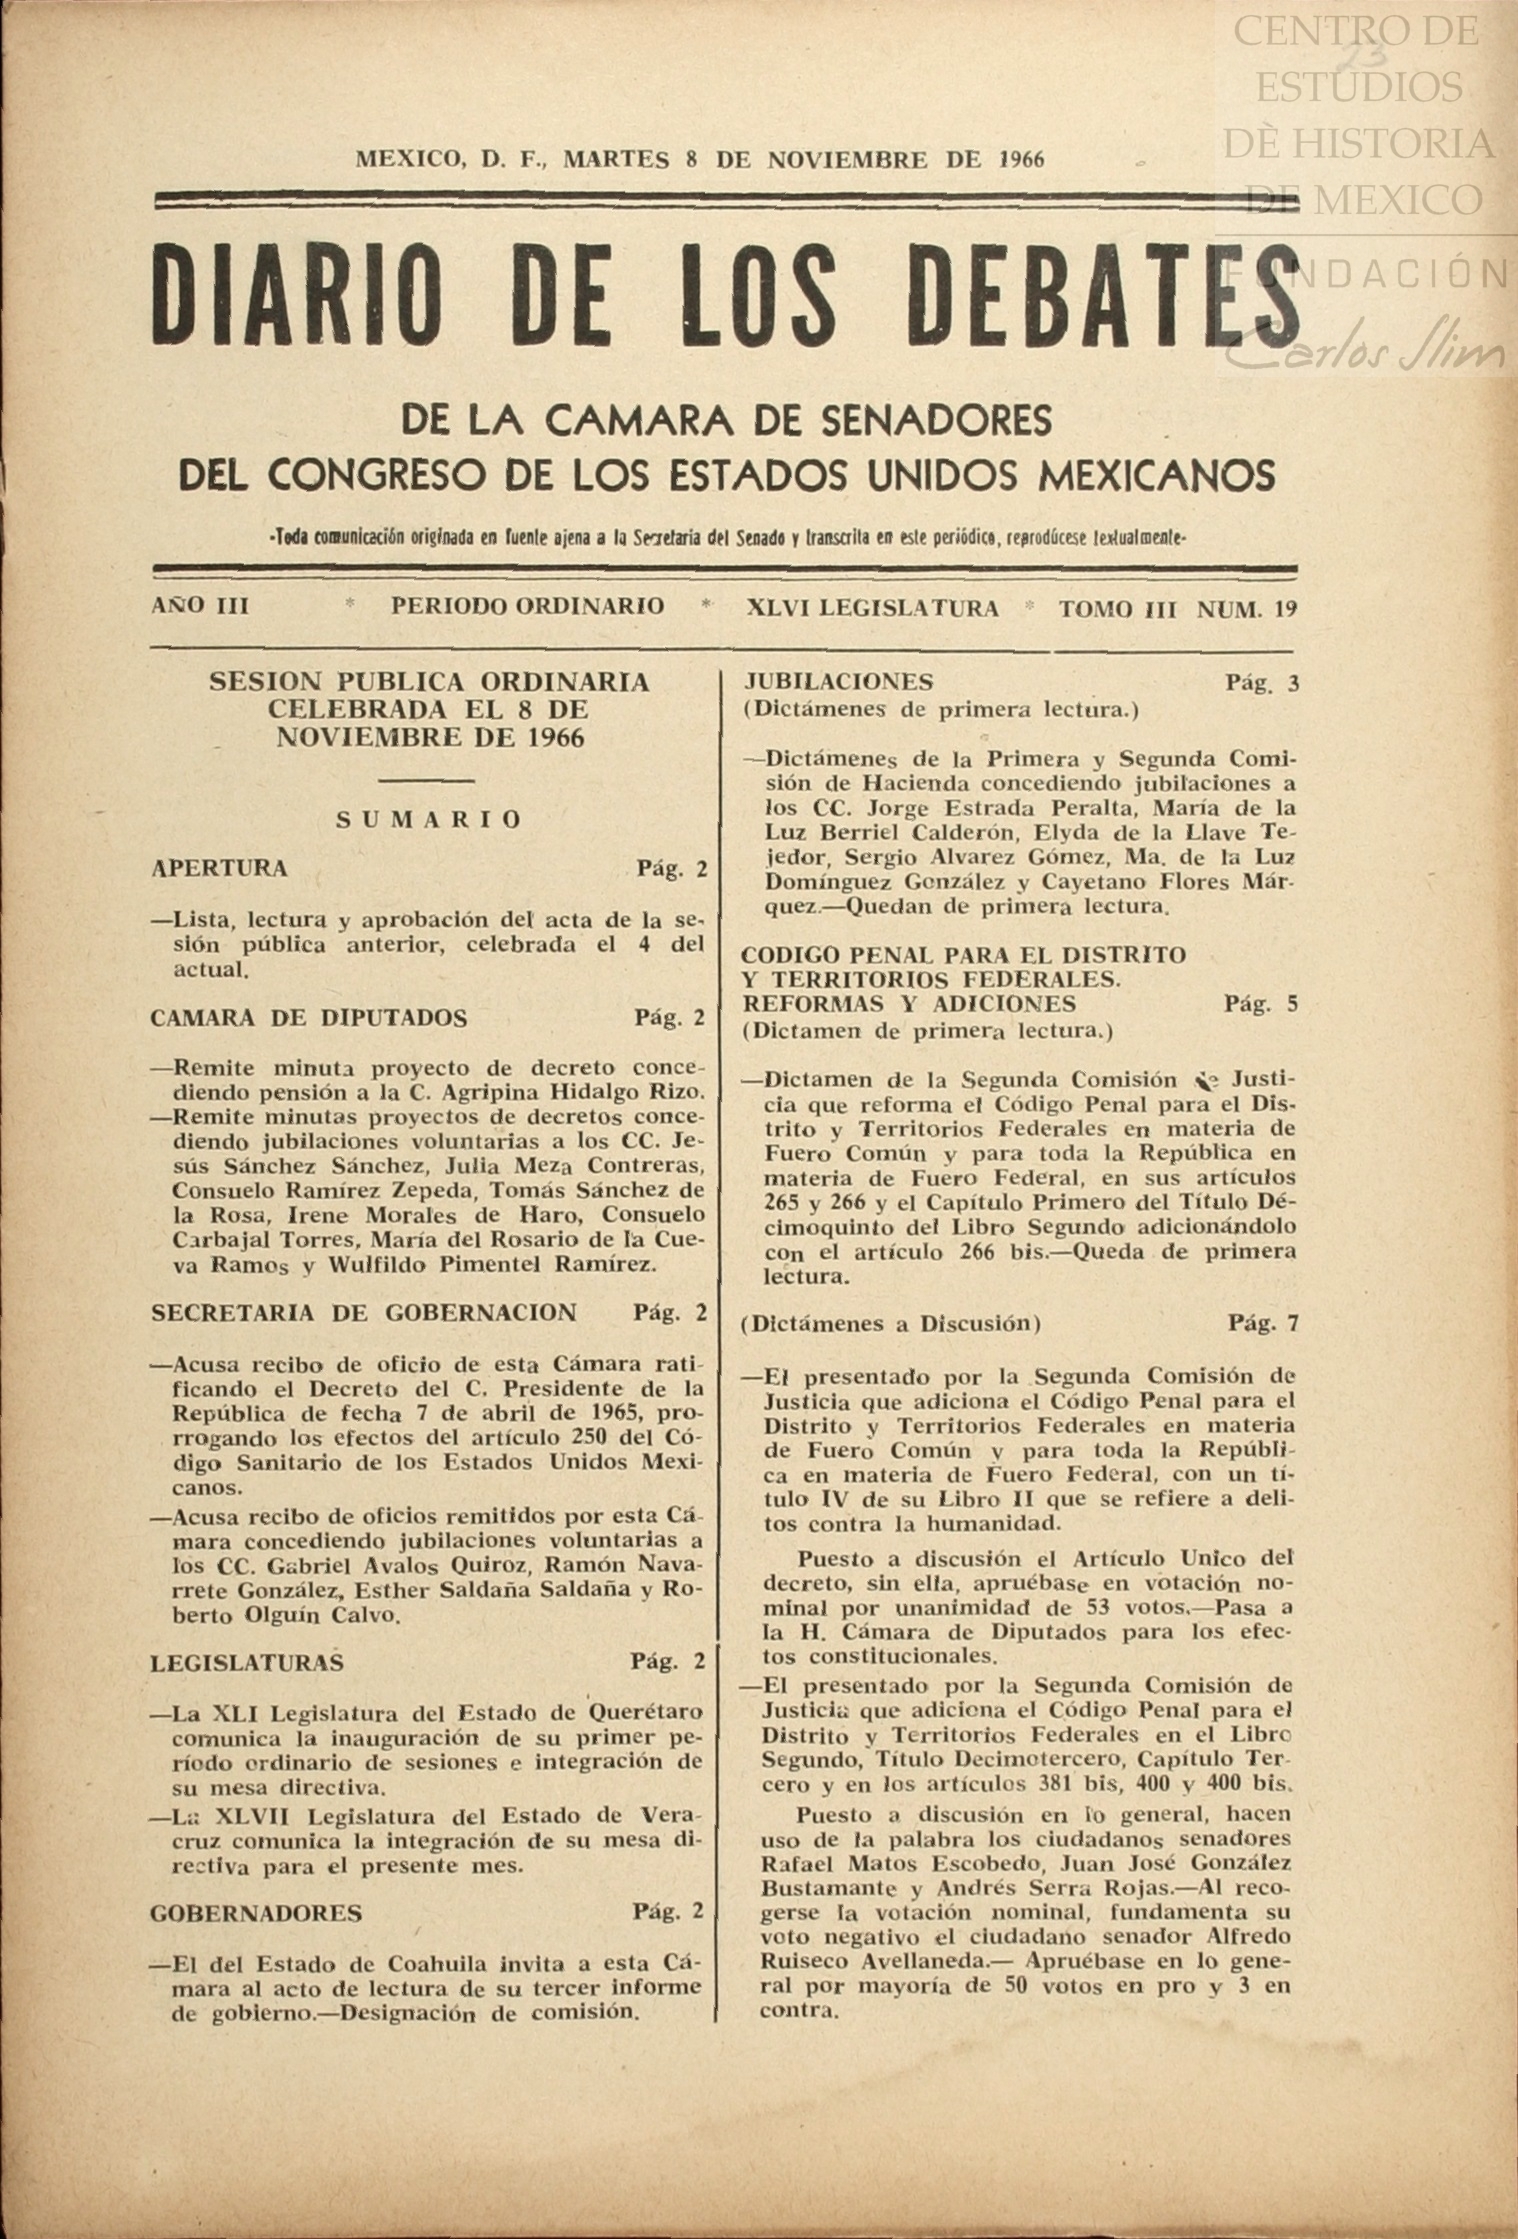 CENTRO DE
ESTUDIOS
DÈ HISTORIA
DE MEXICO
FUNDACIÓN
Carlos Slim
23
MEXICO, D. F., MARTES 8 DE NOVIEMBRE DE 1966
DIARIO DE LOS DEBATES
DE LA CAMARA DE SENADORES
DEL CONGRESO DE LOS ESTADOS UNIDOS MEXICANOS
-Toda comunicación originada en fuente ajena a la Secretaria del Senado y transcrita en este periódico, reprodúcese textualmente-
AÑO III * PERIODO ORDINARIO * XLVI LEGISLATURA * TOMO III NUM. 19
SESION PUBLICA ORDINARIA
CELEBRADA EL 8 DE
NOVIEMBRE DE 1966
SUMARIO
APERTURA Pág. 2
—Lista, lectura y aprobación del acta de la se-
sión pública anterior, celebrada el 4 del
actual.
CAMARA DE DIPUTADOS Pág. 2
—Remite minuta proyecto de decreto conce-
diendo pensión a la C. Agripina Hidalgo Rizo.
—Remite minutas proyectos de decretos conce-
diendo jubilaciones voluntarias a los CC. Je-
sús Sánchez Sánchez, Julia Meza Contreras,
Consuelo Ramírez Zepeda, Tomás Sánchez de
la Rosa, Irene Morales de Haro, Consuelo
Carbajal Torres, María del Rosario de la Cue-
va Ramos y Wulfildo Pimentel Ramírez.
SECRETARIA DE GOBERNACION Pág. 2
—Acusa recibo de oficio de esta Cámara rati-
ficando el Decreto del C. Presidente de la
República de fecha 7 de abril de 1965, pro-
rrogando los efectos del artículo 250 del Có-
digo Sanitario de los Estados Unidos Mexi-
canos.
—Acusa recibo de oficios remitidos por esta Cá-
mara concediendo jubilaciones voluntarias a
los CC. Gabriel Avalos Quiroz, Ramón Nava-
rrete González, Esther Saldaña Saldaña y Ro-
berto Olguín Calvo.
LEGISLATURAS Pág. 2
—La XLI Legislatura del Estado de Querétaro
comunica la inauguración de su primer pe-
ríodo ordinario de sesiones e integración de
su mesa directiva.
—La XLVII Legislatura del Estado de Vera-
cruz comunica la integración de su mesa di-
rectiva para el presente mes.
GOBERNADORES Pág. 2
—El del Estado de Coahuila invita a esta Cá-
mara al acto de lectura de su tercer informe
de gobierno.—Designación de comisión.
JUBILACIONES Pág. 3
(Dictámenes de primera lectura.)
—Dictámenes de la Primera y Segunda Comi-
sión de Hacienda concediendo jubilaciones a
los CC. Jorge Estrada Peralta, María de la
Luz Berriel Calderón, Elyda de la Llave Te-
jedor, Sergio Alvarez Gómez, Ma. de la Luz
Domínguez González y Cayetano Flores Már-
quez.—Quedan de primera lectura.
CODIGO PENAL PARA EL DISTRITO
Y TERRITORIOS FEDERALES.
REFORMAS Y ADICIONES Pág. 5
(Dictamen de primera lectura.)
—Dictamen de la Segunda Comisión de Justi-
cia que reforma el Código Penal para el Dis-
trito y Territorios Federales en materia de
Fuero Común y para toda la República en
materia de Fuero Federal, en sus artículos
265 y 266 y el Capítulo Primero del Título Dé-
cimoquinto del Libro Segundo adicionándolo
con el artículo 266 bis.—Queda de primera
lectura.
(Dictámenes a Discusión) Pág. 7
—El presentado por la Segunda Comisión de
Justicia que adiciona el Código Penal para el
Distrito y Territorios Federales en materia
de Fuero Común y para toda la Repúbli-
ca en materia de Fuero Federal, con un tí-
tulo IV de su Libro II que se refiere a deli-
tos contra la humanidad.
Puesto a discusión el Artículo Unico del
decreto, sin ella, apruébase en votación no-
minal por unanimidad de 53 votos.—Pasa a
la H. Cámara de Diputados para los efec-
tos constitucionales.
—El presentado por la Segunda Comisión de
Justicia que adiciona el Código Penal para el
Distrito y Territorios Federales en el Libro
Segundo, Título Decimotercero, Capítulo Ter-
cero y en los artículos 381 bis, 400 y 400 bis.
Puesto a discusión en lo general, hacen
uso de la palabra los ciudadanos senadores
Rafael Matos Escobedo, Juan José González
Bustamante y Andrés Serra Rojas.—Al reco-
gerse la votación nominal, fundamenta su
voto negativo el ciudadano senador Alfredo
Ruiseco Avellaneda.— Apruébase en lo gene-
ral por mayoría de 50 votos en pro y 3 en
contra.